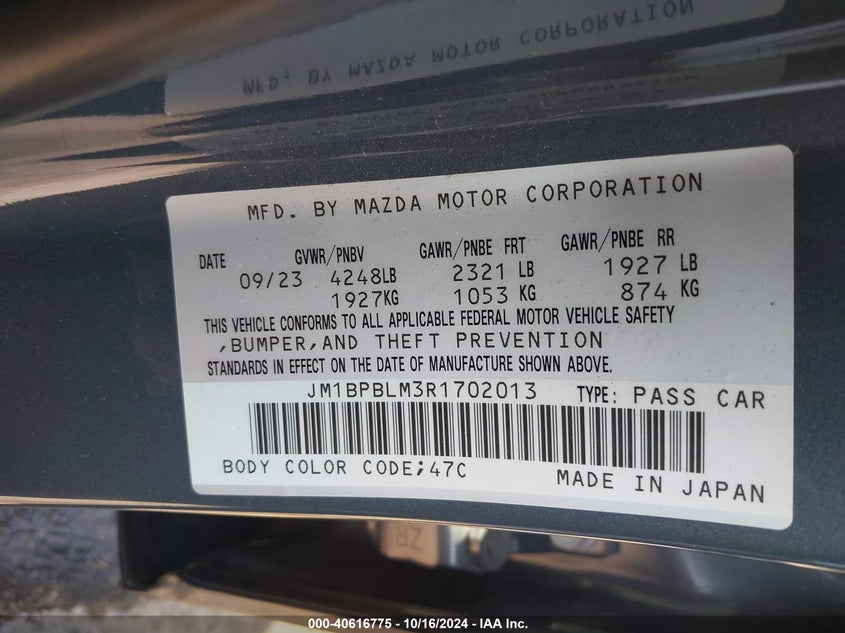 MFD. BY MAZDA MOTOR CORPORATION
MFD. BY MAZDA MOTOR CORPORATION
DATE GVWR/PNBV GAWR/PNBE FRT GAWR/PNBE RR
09/23 4248LB 2321 LB 1927 LB
1927KG 1053 KG 874 KG
THIS VEHICLE CONFORMS TO ALL APPLICABLE FEDERAL MOTOR VEHICLE SAFETY
,BUMPER,AND THEFT PREVENTION
STANDARDS IN EFFECT ON THE DATE OF MANUFACTURE SHOWN ABOVE.
JM1BPBLM3R1702013 TYPE: PASS CAR
BODY COLOR CODE;47C MADE IN JAPAN
ZR
000-40616775 - 10/16/2024 - IAA Inc.